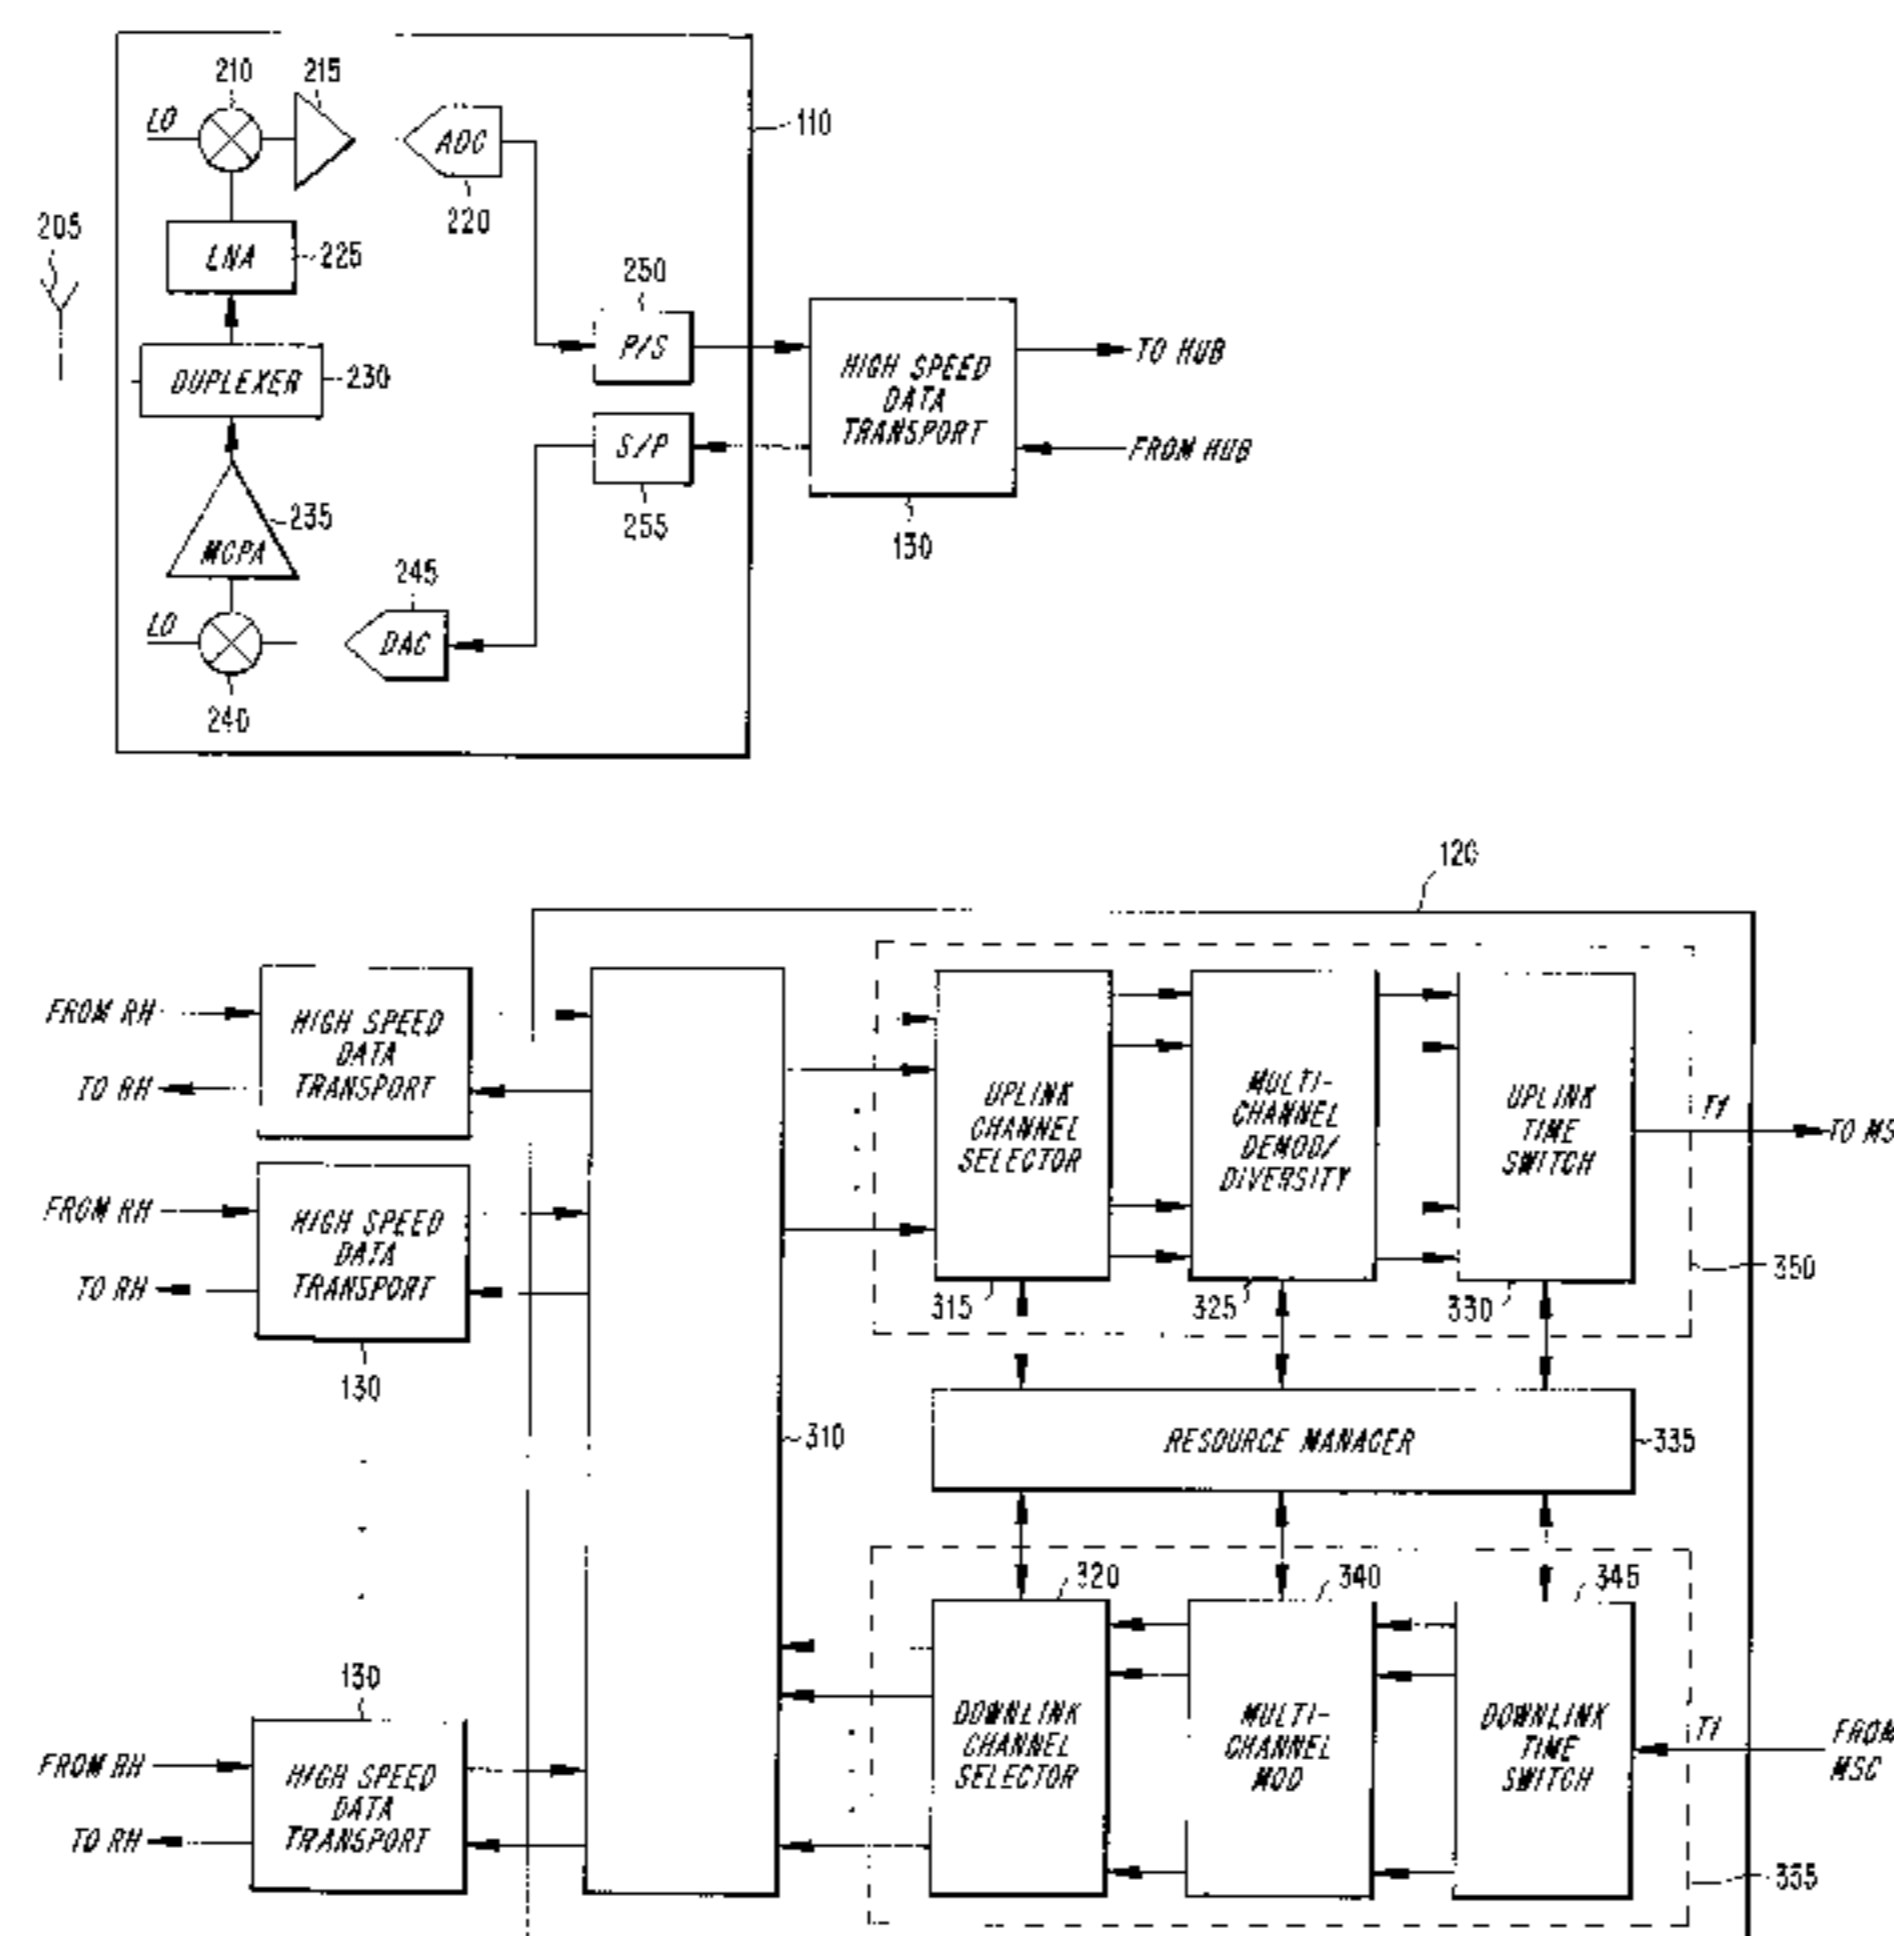 210 215
LO
ADC
110
220
205
LNA
225
250
P/S
HIGH SPEED
DATA
TRANSPORT
TO HUB
DUPLEXER
230
S/P
FROM HUB
255
130
235
MCPA
245
LO
DAC
240
120
FROM RH
HIGH SPEED
DATA
TRANSPORT
TO RH
UPLINK
CHANNEL
SELECTOR
MULTI-
CHANNEL
DEMOD/
DIVERSITY
UPLINK
TIME
SWITCH
T1
TO MS
FROM RH
HIGH SPEED
DATA
TRANSPORT
TO RH
350
315
325
330
130
310
RESOURCE MANAGER
335
320
340
345
130
DOWNLINK
CHANNEL
SELECTOR
MULTI-
CHANNEL
MOD
DOWNLINK
TIME
SWITCH
T1
FROM
MSC
FROM RH
HIGH SPEED
DATA
TRANSPORT
TO RH
355